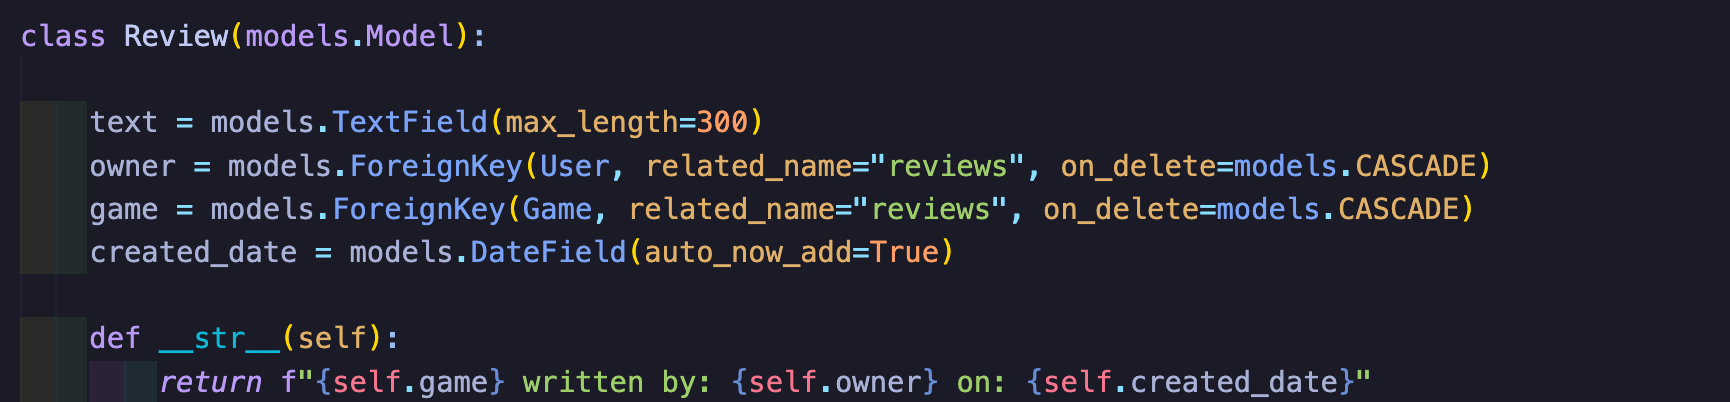 class Review(models.Model):
text = models.TextField(max_length=300)
owner = models.ForeignKey(User, related_name="reviews", on_delete=models.CASCADE)
game = models.ForeignKey(Game, related_name="reviews", on_delete=models.CASCADE)
created_date = models.DateField(auto_now_add=True)
def __str__(self):
return f"{self.game} written by: {self.owner} on: {self.created_date}"